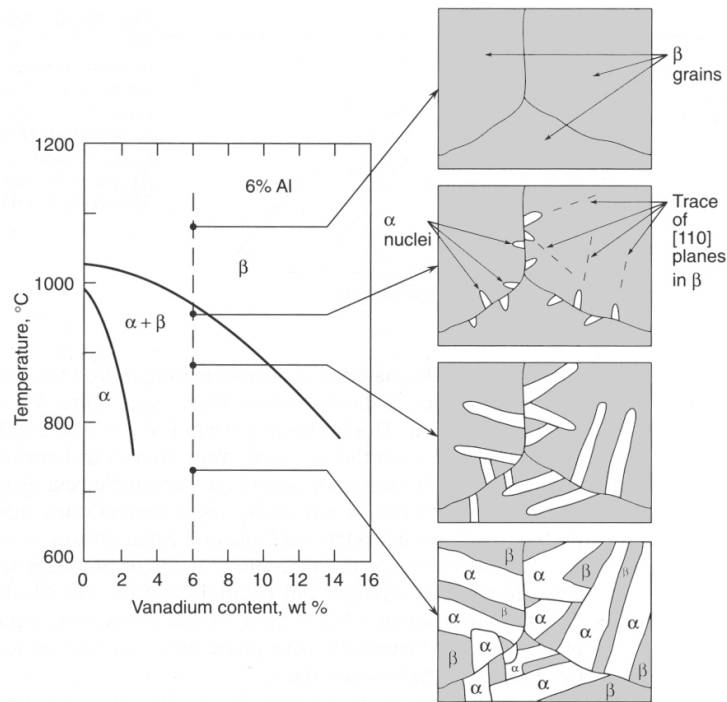 β
grains
1200
6% Al
α
nuclei
Trace
of
[110]
planes
in β
1000
β
α + β
Temperature, °C
α
800
600
0 2 4 6 8 10 12 14 16
Vanadium content, wt %
α
β
β
α
α
α
β
α
α
β
α
α
β
α
α
β
β